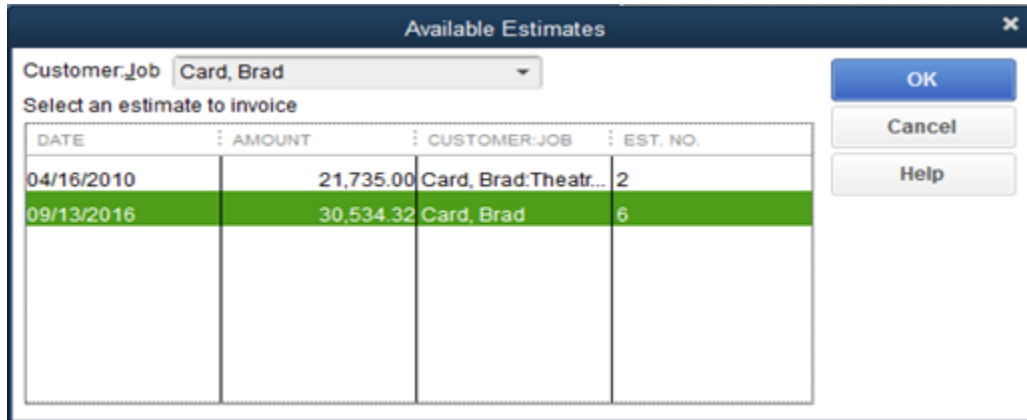 Available Estimates
Customer:Job Card, Brad
OK
Select an estimate to invoice
Cancel
DATE AMOUNT CUSTOMER:JOB EST. NO.
Help
04/16/2010 21,735.00 Card, Brad:Theatr... 2
09/13/2016 30,534.32 Card, Brad 6